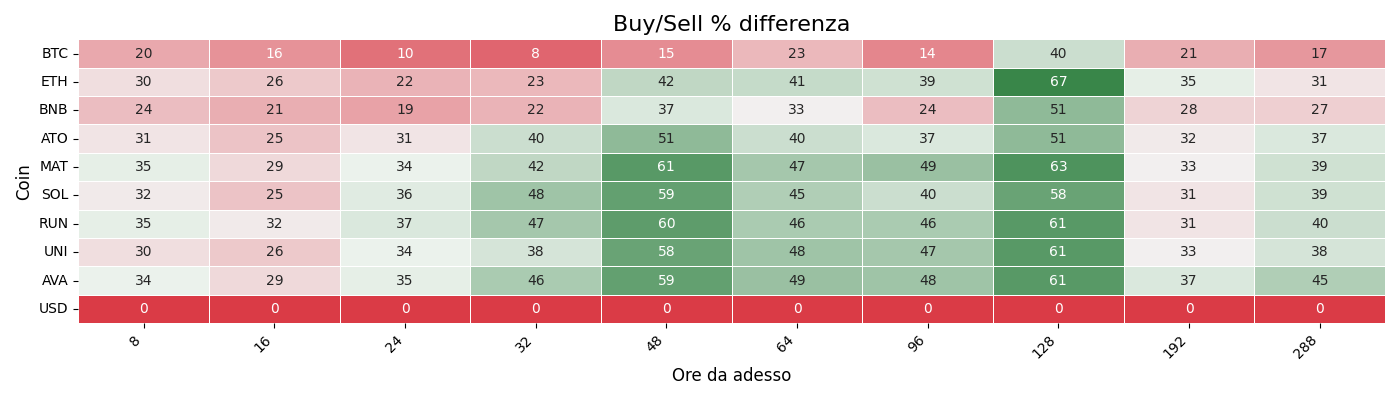 Buy/Sell % differenza
Coin
BTC 20 16 10 8 15 23 14 40 21 17
ETH 30 26 22 23 42 41 39 67 35 31
BNB 24 21 19 22 37 33 24 51 28 27
ATO 31 25 31 40 51 40 37 51 32 37
MAT 35 29 34 42 61 47 49 63 33 39
SOL 32 25 36 48 59 45 40 58 31 39
RUN 35 32 37 47 60 46 46 61 31 40
UNI 30 26 34 38 58 48 47 61 33 38
AVA 34 29 35 46 59 49 48 61 37 45
USD 0 0 0 0 0 0 0 0 0 0
8 16 24 32 48 64 96 128 192 288
Ore da adesso